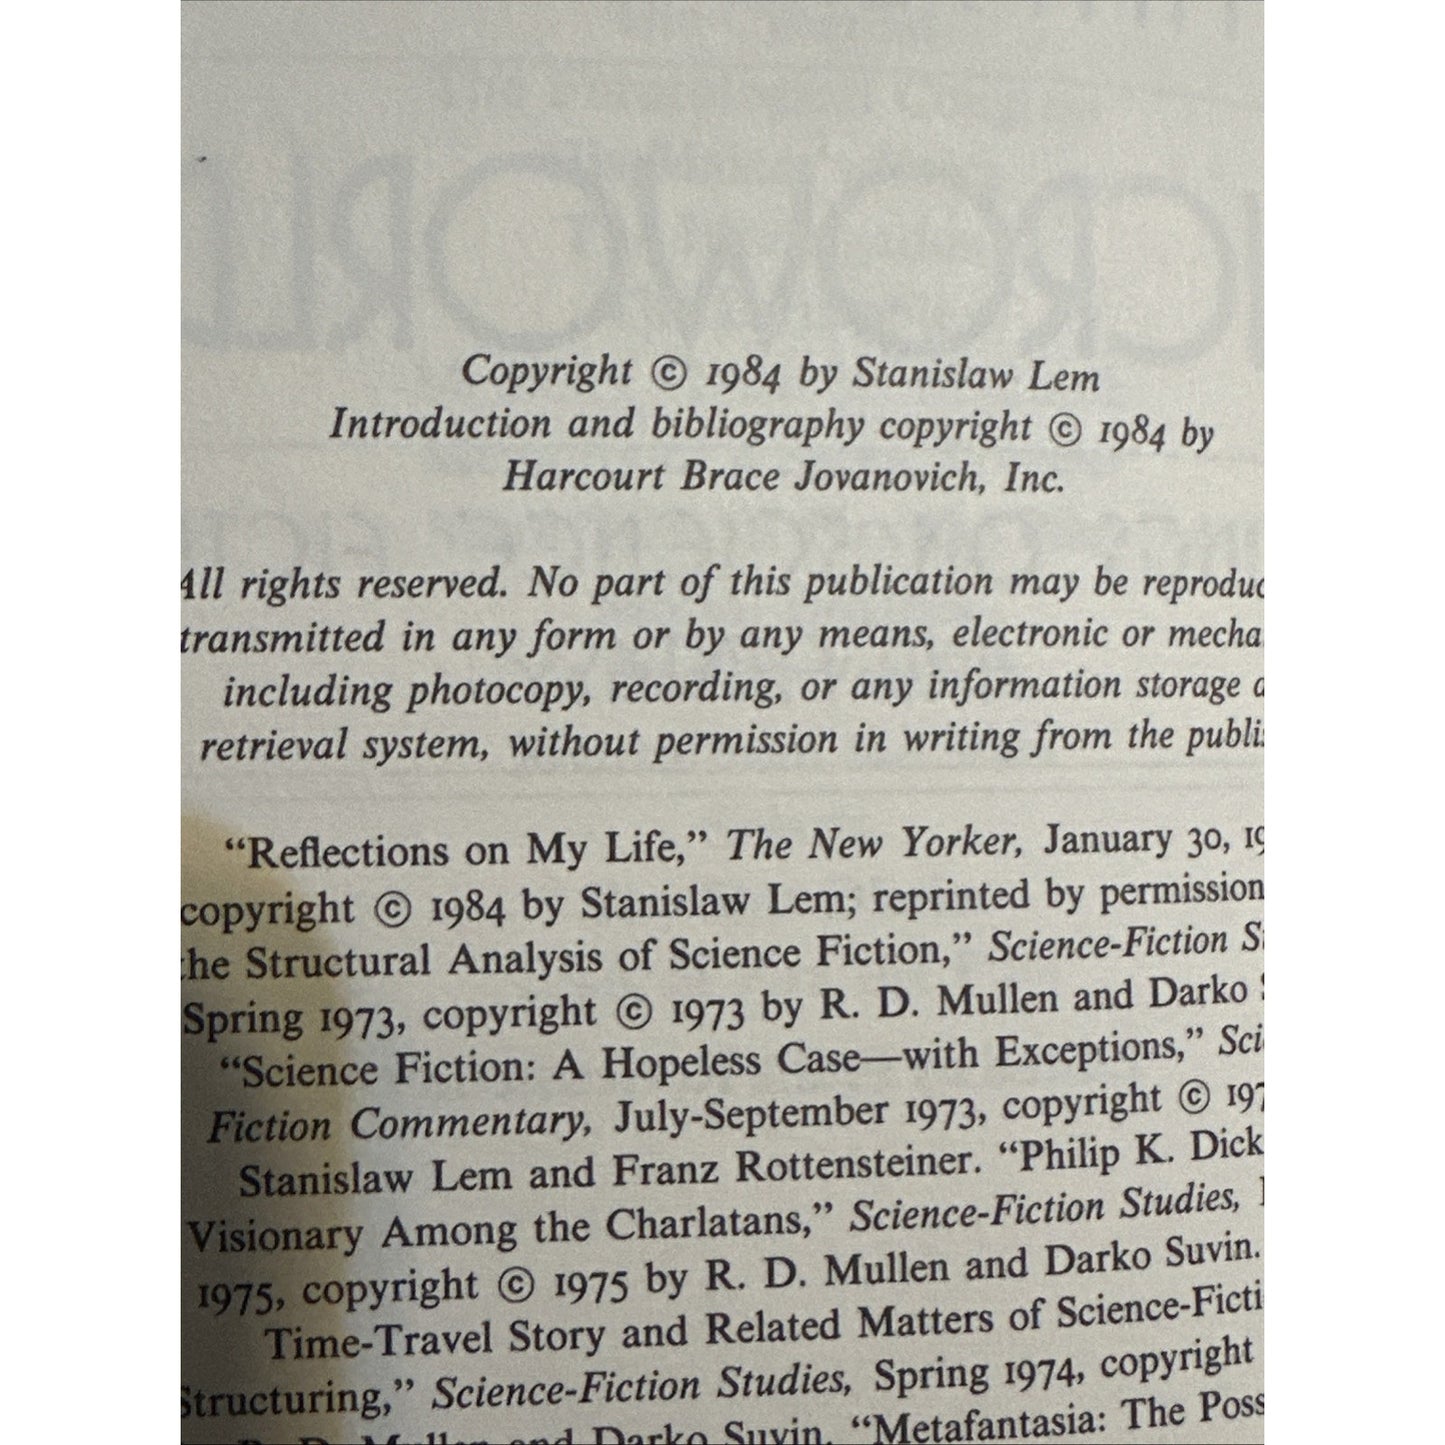 Copyright © 1984 by Stanislaw Lem
Introduction and bibliography copyright © 1984 by
Harcourt Brace Jovanovich, Inc.
All rights reserved. No part of this publication may be
transmitted in any form or by any means, electronic or
including photocopy, recording, or any information storage
retrieval system, without permission in writing from the
“Reflections on My Life,” The New Yorker, January 30,
copyright © 1984 by Stanislaw Lem; reprinted by permission
the Structural Analysis of Science Fiction,” Science-Fiction
Spring 1973, copyright © 1973 by R. D. Mullen and Darko
“Science Fiction: A Hopeless Case—with Exceptions,”
Fiction Commentary, July-September 1973, copyright ©
Stanislaw Lem and Franz Rottensteiner. “Philip K. Dick
Visionary Among the Charlatans,” Science-Fiction Studies,
1975, copyright © 1975 by R. D. Mullen and Darko Suvin.
Time-Travel Story and Related Matters of
Structuring,” Science-Fiction Studies, Spring 1974, copyright
R. D. Mullen and Darko Suvin. “Metafantasia: The